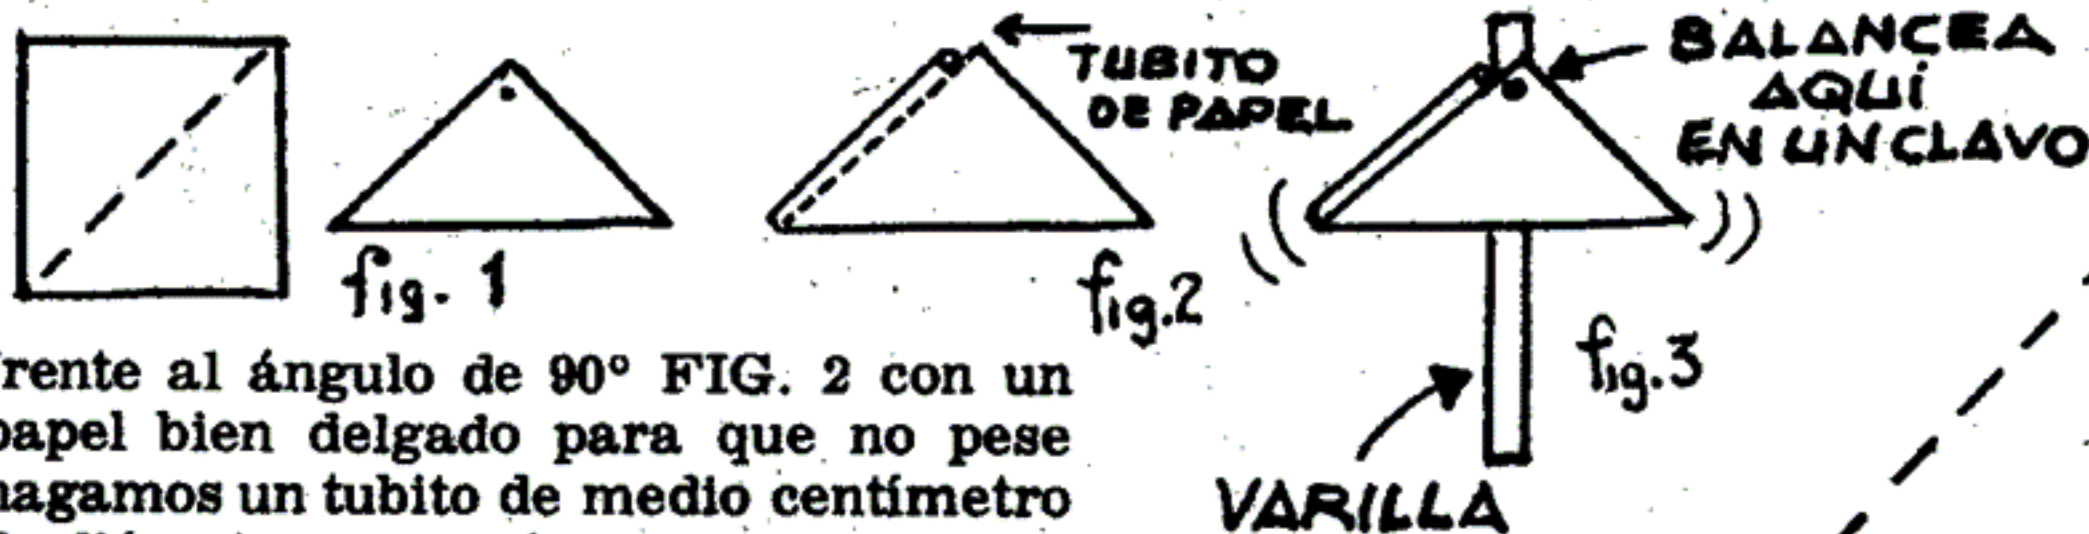 TUBITO
DE PAPEL
BALANCEA
AQUÍ
EN UN CLAVO
fig. 1
fig.2
fig.3
VARILLA
rente al ángulo de 90° FIG. 2 con un
papel bien delgado para que no pese
hagamos un tubito de medio centímetro